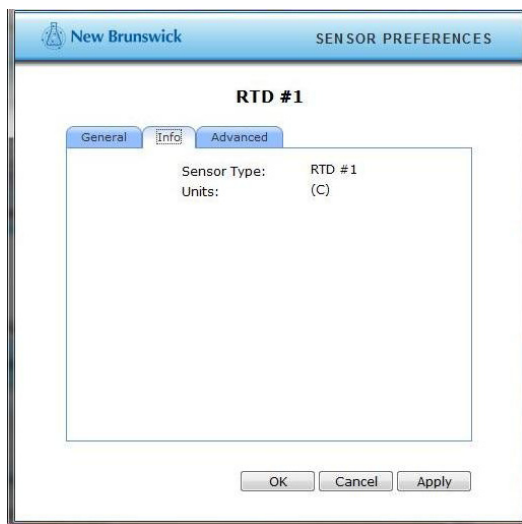 New Brunswick SENSOR PREFERENCES
RTD #1
General Info Advanced
Sensor Type: RTD #1
Units: (C)
OK Cancel Apply